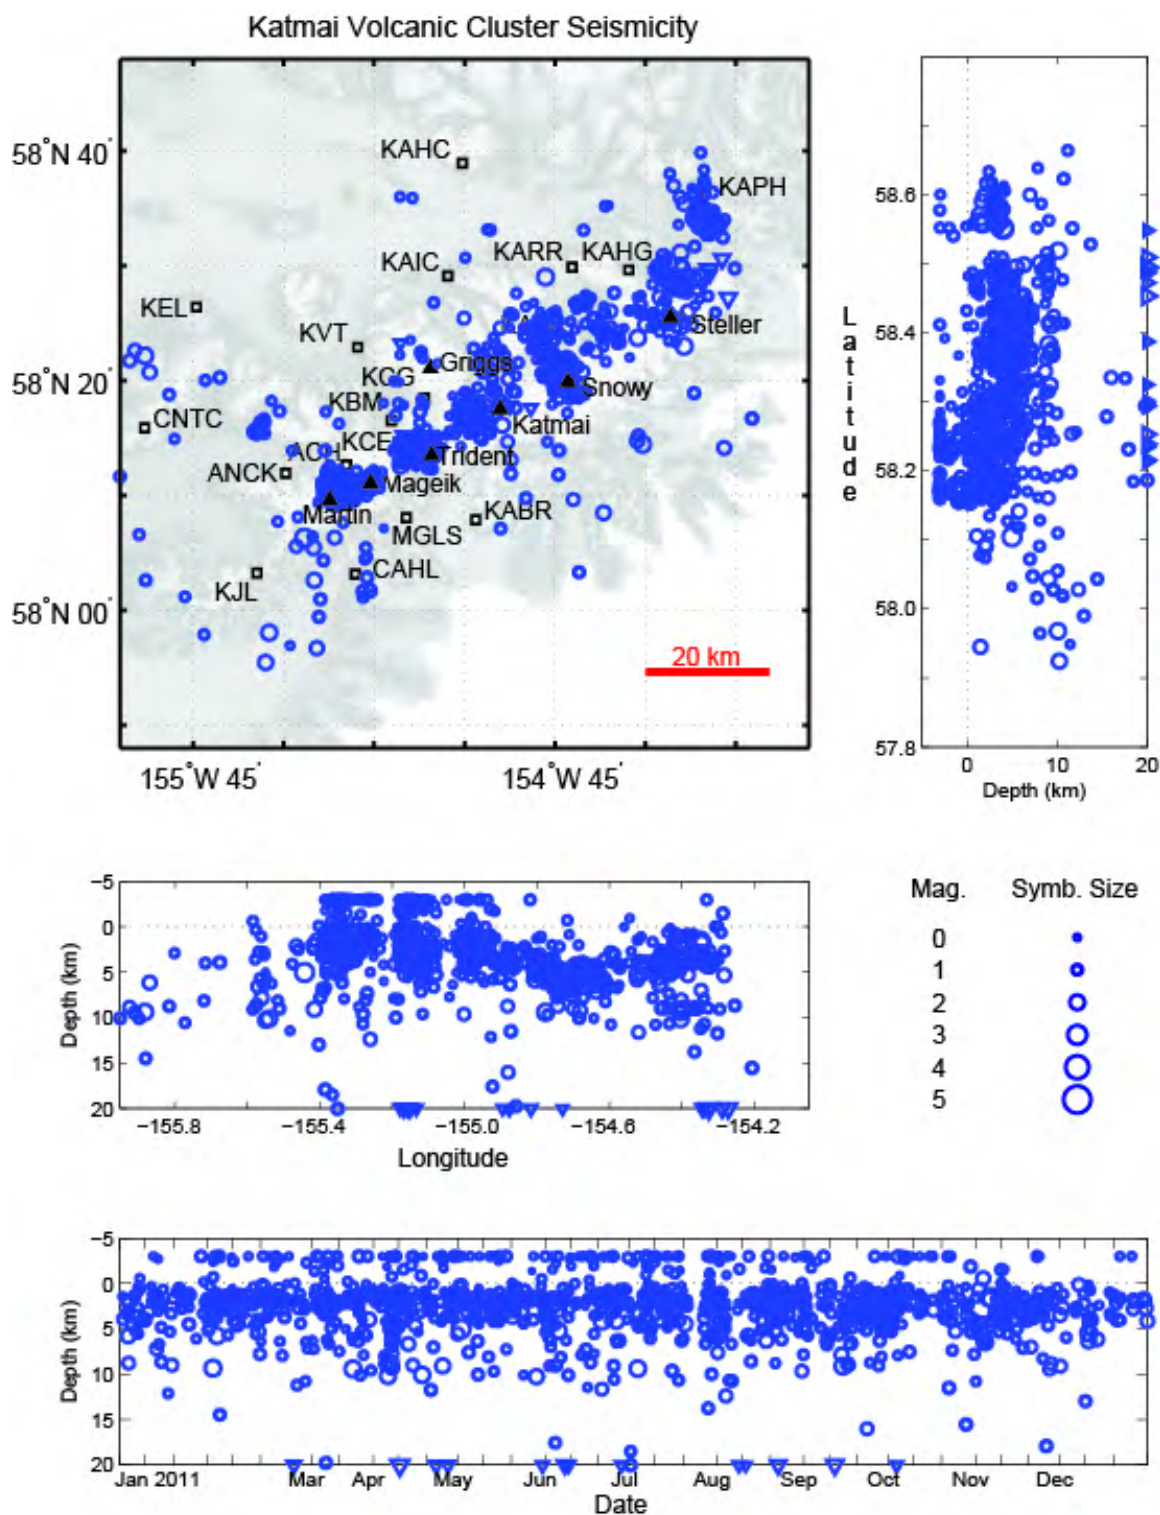 Katmai Volcanic Cluster Seismicity
58°N 40'
58°N 20'
58°N 00'
155°W 45'
154°W 45'
KAHC
KAPH
KARR
KAHG
KAIC
KEL
KVT
Steller
Griggs
KCG
Snowy
KBM
Katmai
CNTC
KCE
ACH
Trident
ANCK
Mageik
Martin
KABR
MGLS
CAHL
KJL
20 km
58.6
58.4
58.2
58.0
57.8
Latitude
0
10
20
Depth (km)
−5
0
5
10
15
20
Depth (km)
−155.8
−155.4
−155.0
−154.6
−154.2
Longitude
Mag.
Symb. Size
0
1
2
3
4
5
−5
0
5
10
15
20
Depth (km)
Jan 2011
Mar
Apr
May
Jun
Jul
Aug
Sep
Oct
Nov
Dec
Date